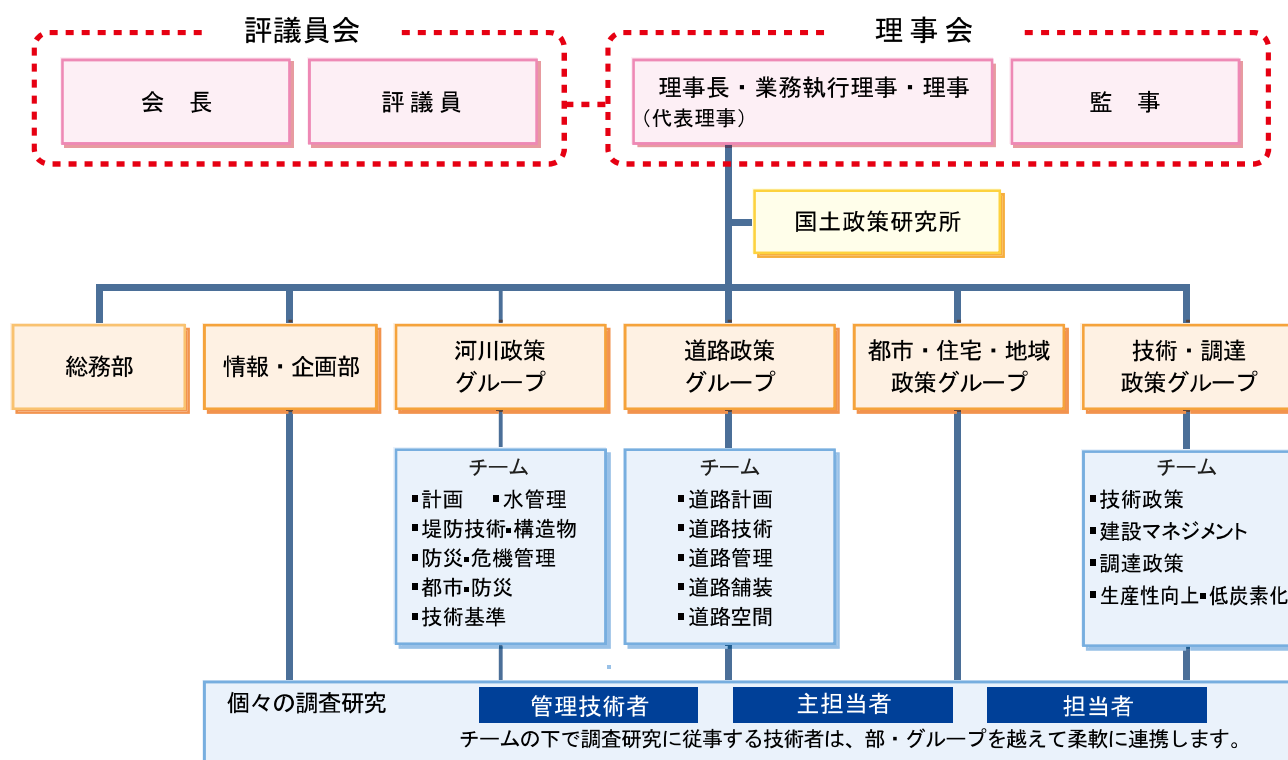 評議員会
理事会
会　長
評議員
理事長・業務執行理事・理事
（代表理事）
監　事
国土政策研究所
総務部
情報・企画部
河川政策
グループ
道路政策
グループ
都市・住宅・地域
政策グループ
技術・調達
政策グループ
チーム
▪計画　▪水管理
▪堤防技術・構造物
▪防災・危機管理
▪都市・防災
▪技術基準
チーム
▪道路計画
▪道路技術
▪道路管理
▪道路舗装
▪道路空間
チーム
▪技術政策
▪建設マネジメント
▪調達政策
▪生産性向上・低炭素化
個々の調査研究
管理技術者
主担当者
担当者
チームの下で調査研究に従事する技術者は、部・グループを越えて柔軟に連携します。